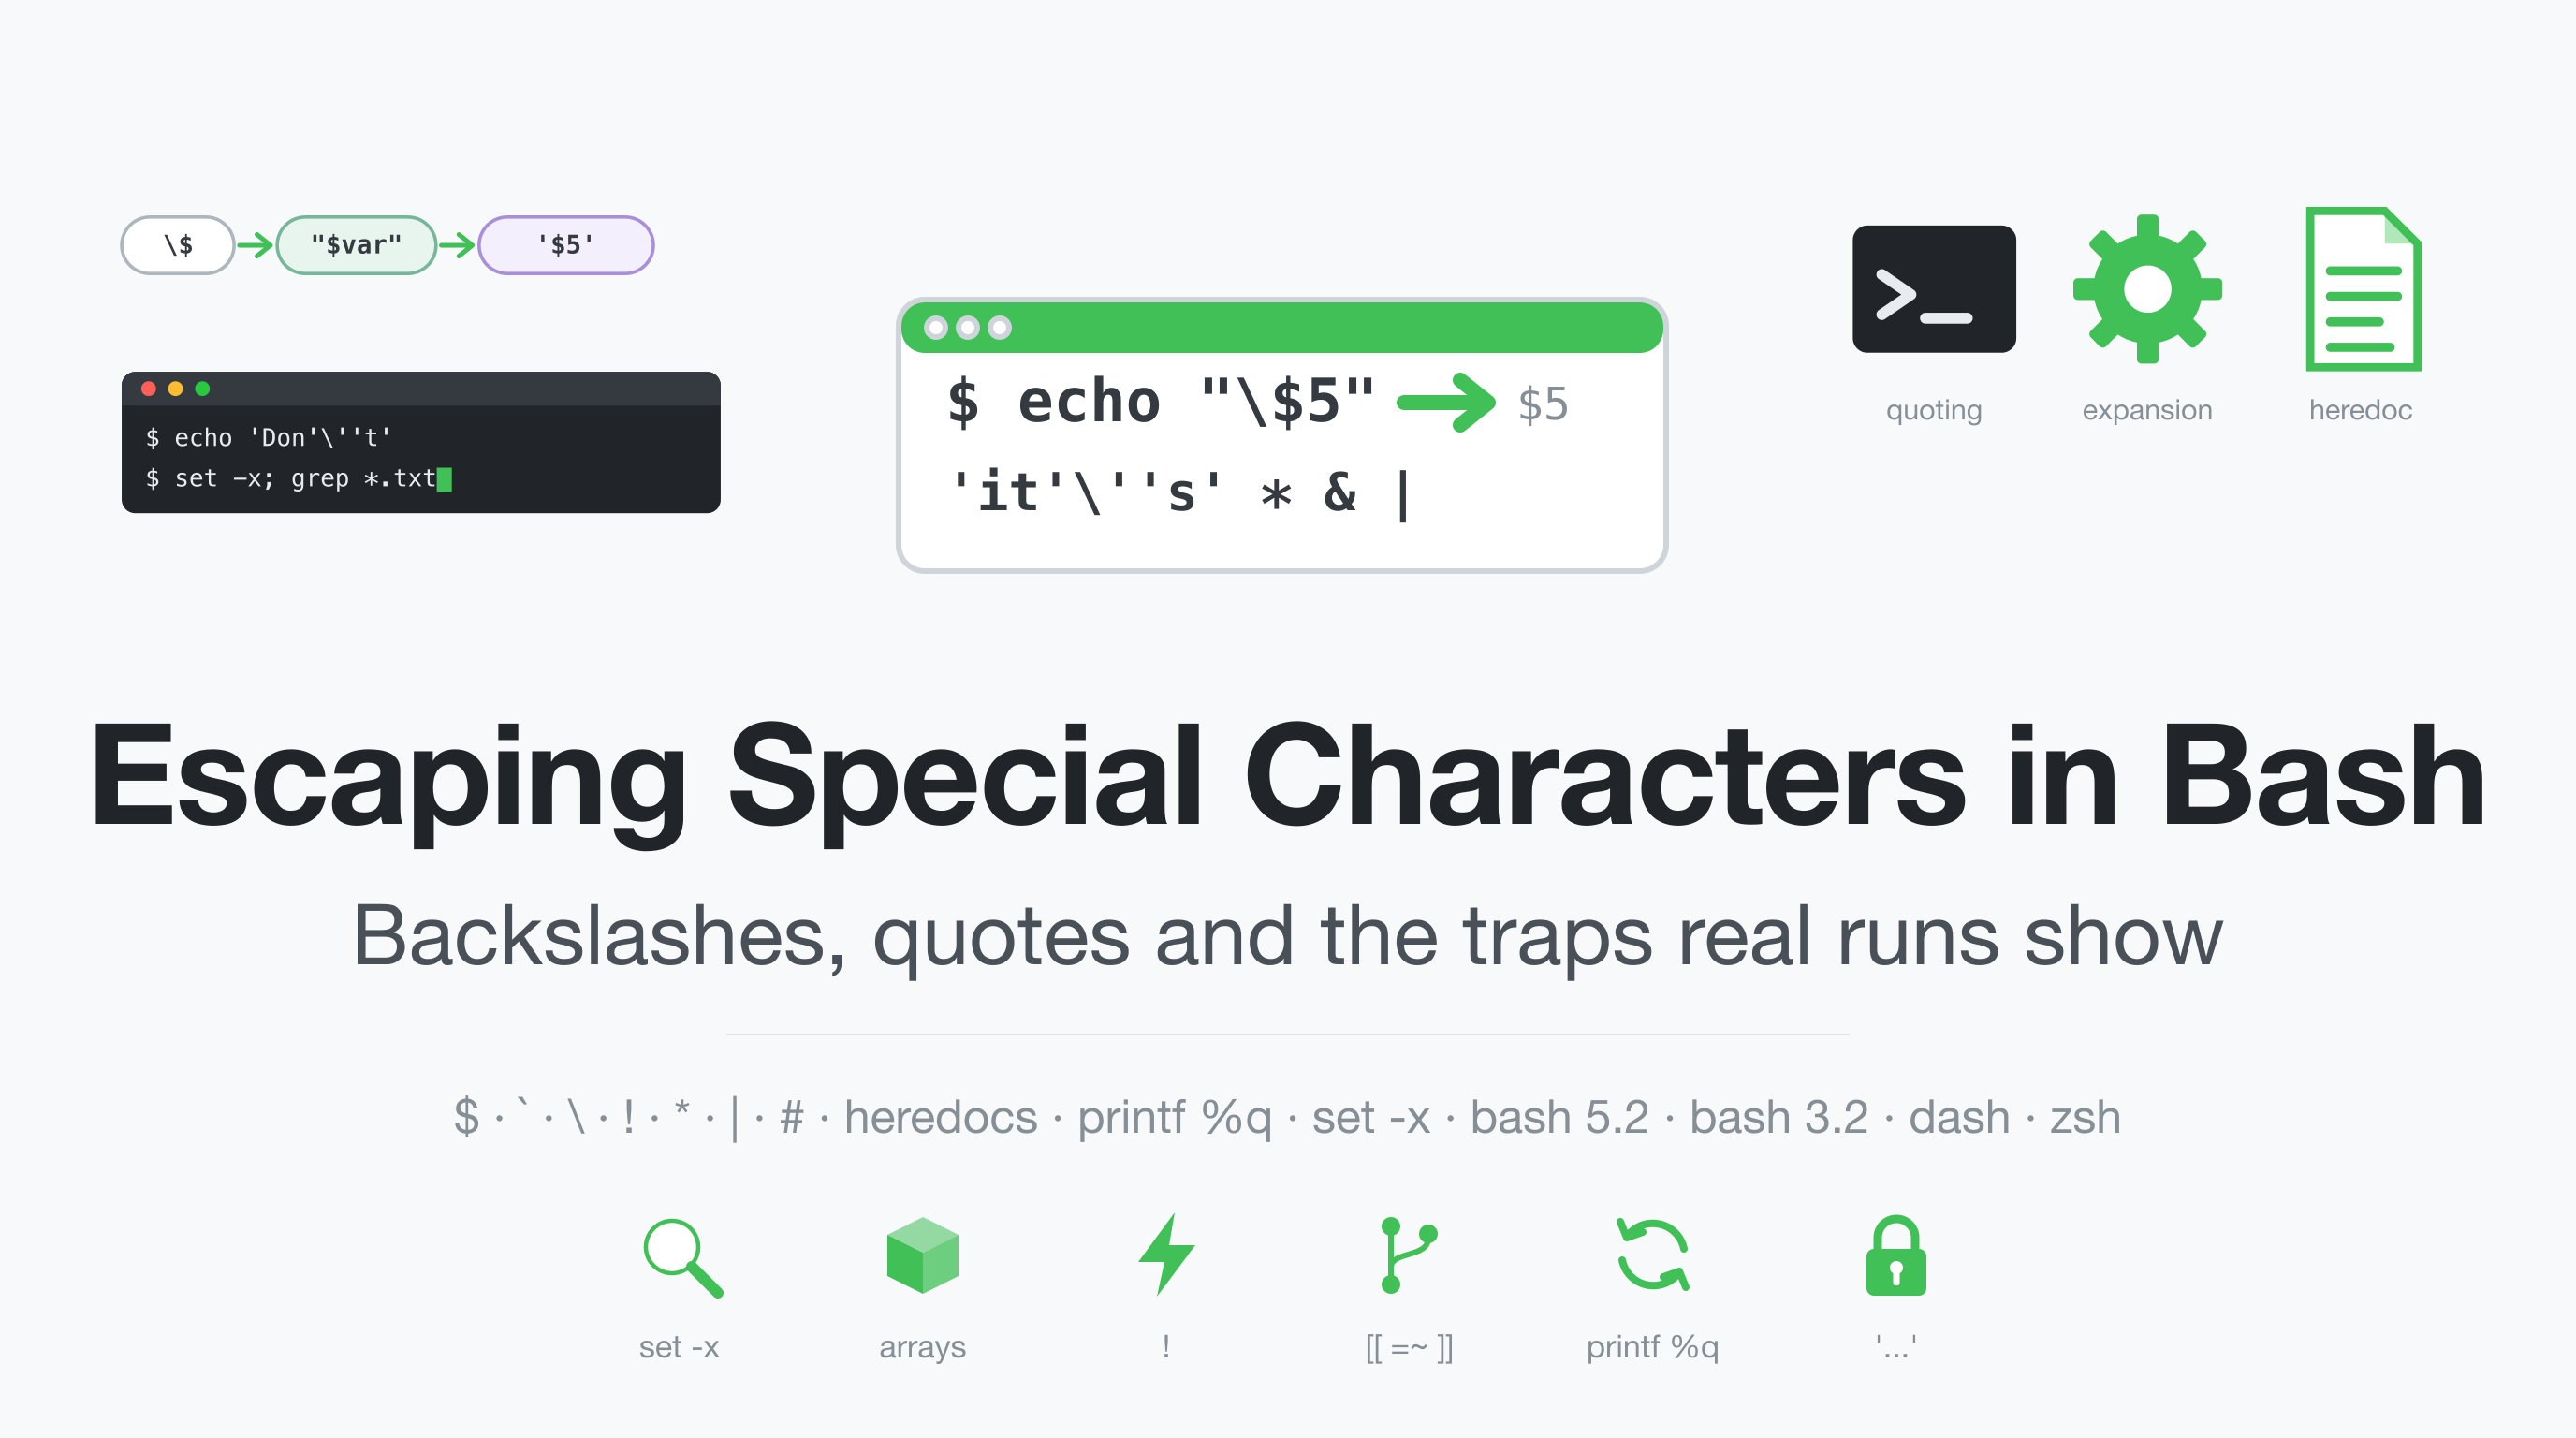 \$ "$var" '$5'
$ echo 'Don'\''t'
$ set -x; grep *.txt
$ echo "\$5" $5
'it'\''s' * & |
>_
quoting expansion heredoc
Escaping Special Characters in Bash
Backslashes, quotes and the traps real runs show
$ · ` · \ · ! · * · | · # · heredocs · printf %q · set -x · bash 5.2 · bash 3.2 · dash · zsh
set -x arrays ! [[ =~ ]] printf %q '...'